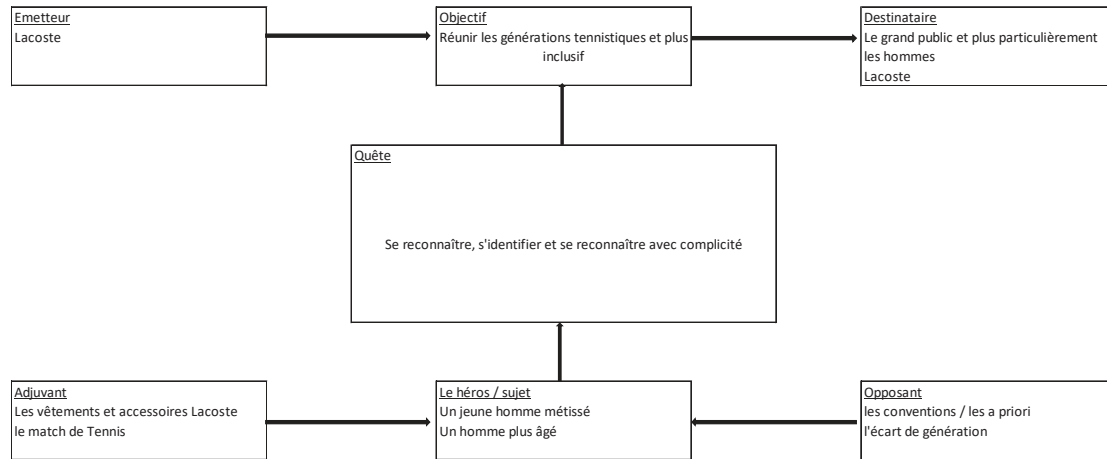 Emetteur
Lacoste
Objectif
Réunir les générations tennistiques et plus
inclusif
Destinataire
Le grand public et plus particulièrement
les hommes
Lacoste
Quête
Se reconnaître, s'identifier et se reconnaître avec complicité
Adjuvant
Les vêtements et accessoires Lacoste
le match de Tennis
Le héros / sujet
Un jeune homme métissé
Un homme plus âgé
Opposant
les conventions / les a priori
l'écart de génération